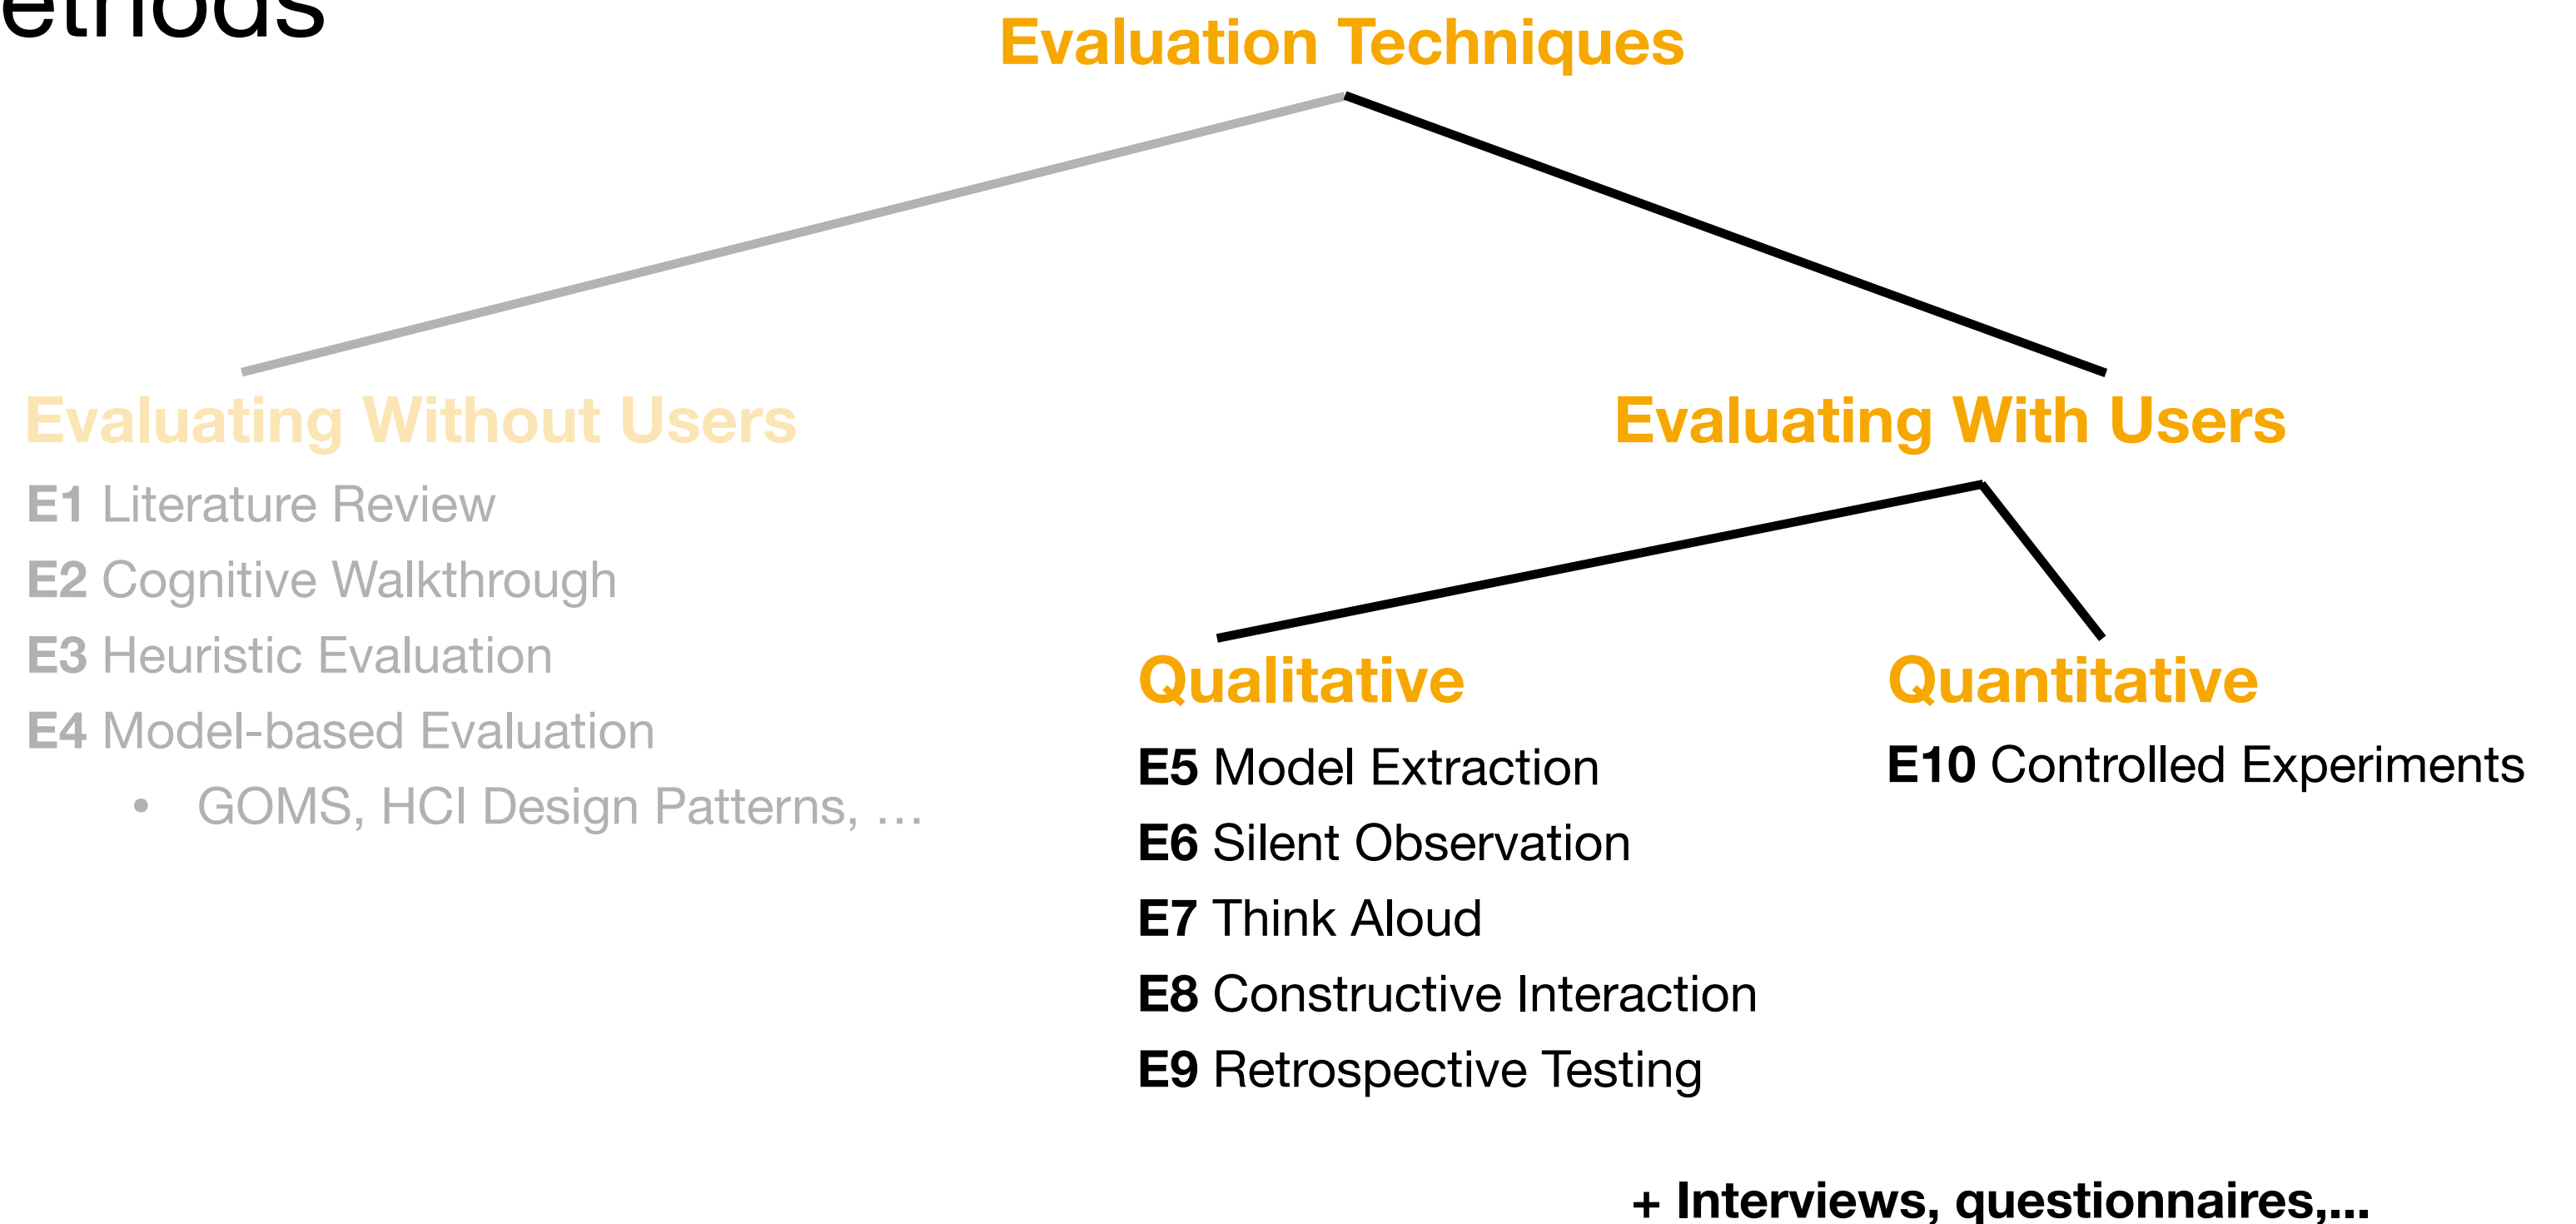 ethods
Evaluation Techniques
Evaluating Without Users
E1 Literature Review
E2 Cognitive Walkthrough
E3 Heuristic Evaluation
E4 Model-based Evaluation
• GOMS, HCI Design Patterns, …
Evaluating With Users
Qualitative
E5 Model Extraction
E6 Silent Observation
E7 Think Aloud
E8 Constructive Interaction
E9 Retrospective Testing
Quantitative
E10 Controlled Experiments
+ Interviews, questionnaires,...